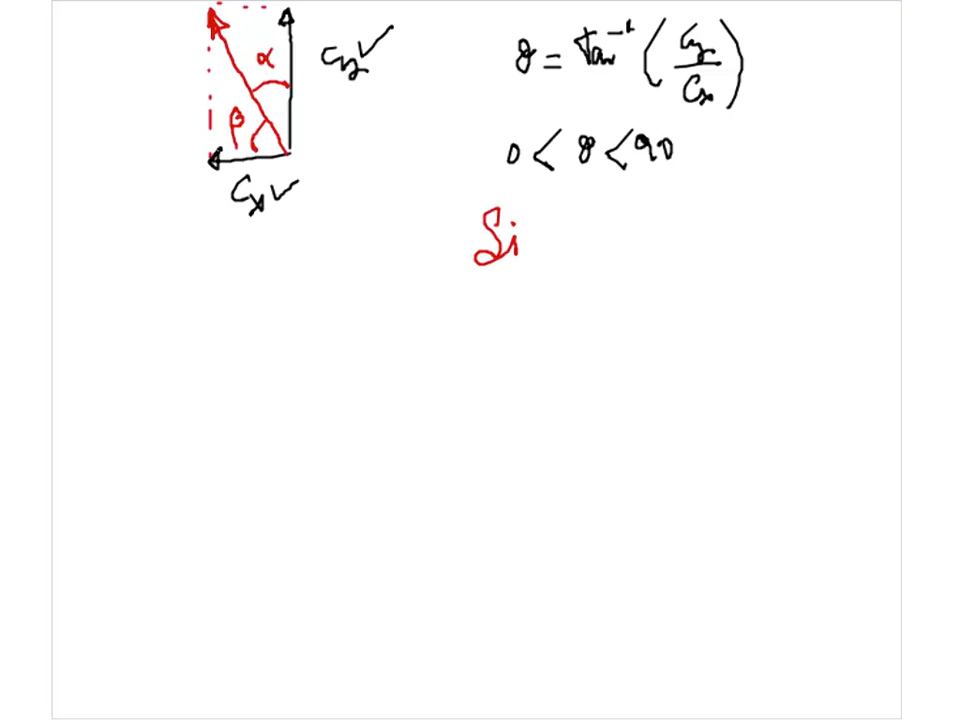 α
β
Cy ✓
Cx ✓
θ = tan⁻¹ (Cy / Cx)
0 < θ < 90
Si